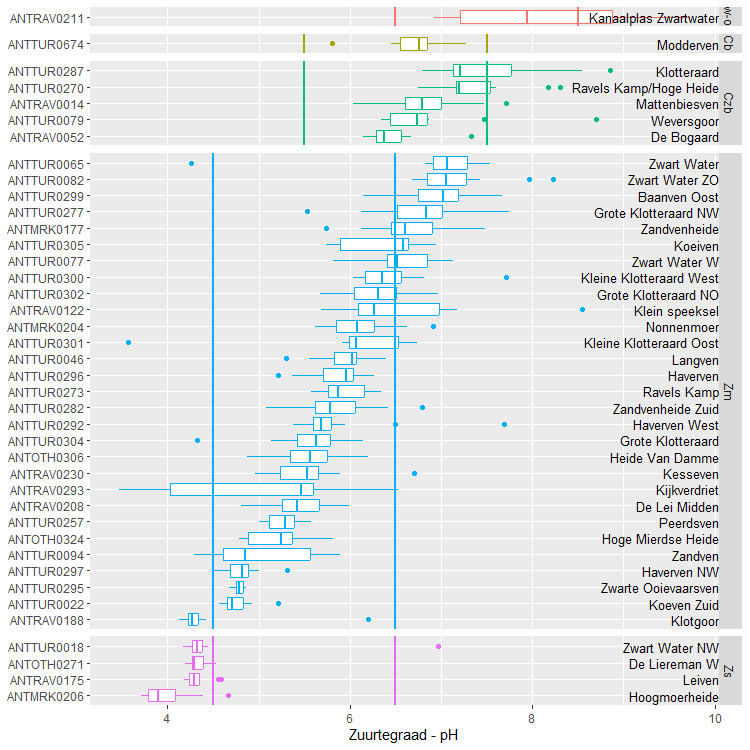 ANTRAV0211 Kanaalplas Zwartwater
ANTTUR0674 Modderven Cb
ANTTUR0287 Klotteraard
ANTTUR0270 Ravels Kamp/Hoge Heide
ANTRAV0014 Mattenbiesven Czb
ANTTUR0079 Weversgoor
ANTRAV0052 De Bogaard
ANTTUR0065 Zwart Water
ANTTUR0082 Zwart Water ZO
ANTTUR0299 Baanven Oost
ANTTUR0277 Grote Klotteraard NW
ANTMRK0177 Zandvenheide
ANTTUR0305 Koeiven
ANTTUR0077 Zwart Water W
ANTTUR0300 Kleine Klotteraard West
ANTTUR0302 Grote Klotteraard NO
ANTRAV0122 Klein speeksel
ANTMRK0204 Nonnenmoer
ANTTUR0301 Kleine Klotteraard Oost
ANTTUR0046 Langven
ANTTUR0296 Haverven
ANTTUR0273 Ravels Kamp Zm
ANTTUR0282 Zandvenheide Zuid
ANTTUR0292 Haverven West
ANTTUR0304 Grote Klotteraard
ANTOTH0306 Heide Van Damme
ANTRAV0230 Kesseven
ANTRAV0293 Kijkverdriet
ANTRAV0208 De Lei Midden
ANTTUR0257 Peerdsven
ANTOTH0324 Hoge Mierdse Heide
ANTTUR0094 Zandven
ANTTUR0297 Haverven NW
ANTTUR0295 Zwarte Ooievaarsven
ANTTUR0022 Koeven Zuid
ANTRAV0188 Klotgoor
ANTTUR0018 Zwart Water NW
ANTOTH0271 De Liereman W Zs
ANTRAV0175 Leiven
ANTMRK0206 Hoogmoerheide
4 6 8 10
Zuurtegraad - pH